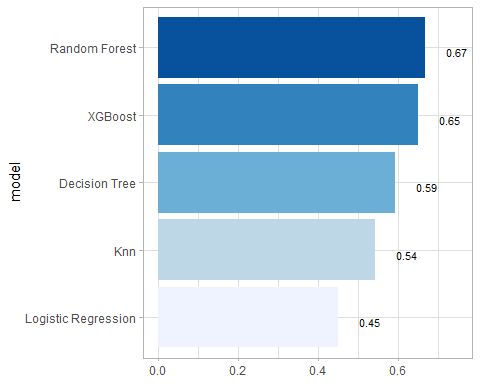 Random Forest
0.67
XGBoost
0.65
Decision Tree
0.59
Knn
0.54
Logistic Regression
0.45
model
0.0
0.2
0.4
0.6